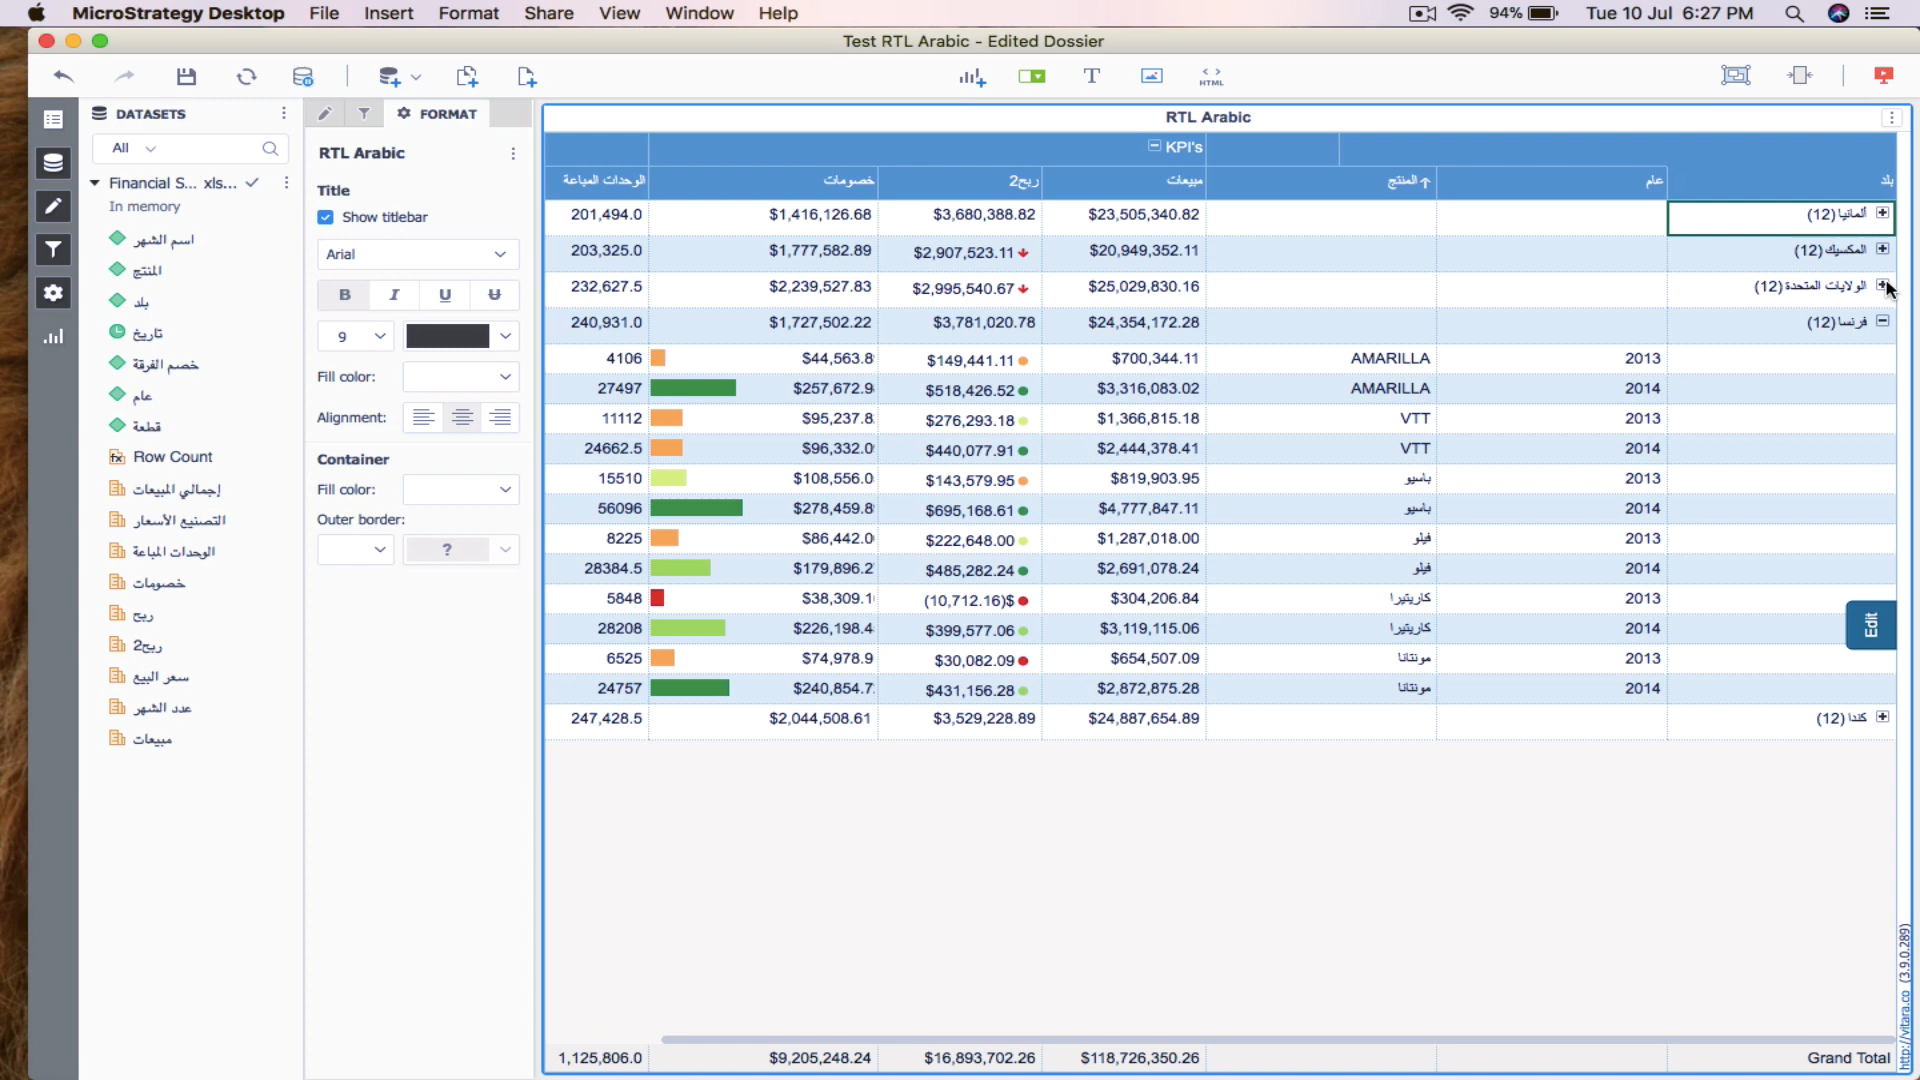 MicroStrategy Desktop File Insert Format Share View Window Help 94% Tue 10 Jul 6:27 PM
Test RTL Arabic - Edited Dossier
T HTML
DATASETS
All
Financial S... xls...
In memory
اسم الشهر
المنتج
بلد
تاريخ
خصم الفرقة
عام
قطعة
Row Count
إجمالي المبيعات
التصنيع الأسعار
الوحدات المباعة
خصومات
ربح
ربح2
سعر البيع
عدد الشهر
مبيعات
FORMAT
RTL Arabic
Title
Show titlebar
Arial
B I U U
9
Fill color:
Alignment:
Container
Fill color:
Outer border:
?
RTL Arabic
KPI's
بلد عام المنتج مبيعات ربح2 خصومات الوحدات المباعة
ألمانيا (12) $23,505,340.82 $3,680,388.82 $1,416,126.68 201,494.0
المكسيك (12) $20,949,352.11 $2,907,523.11 $1,777,582.89 203,325.0
الولايات المتحدة (12) $25,029,830.16 $2,995,540.67 $2,239,527.83 232,627.5
فرنسا (12) $24,354,172.28 $3,781,020.78 $1,727,502.22 240,931.0
2013 AMARILLA $700,344.11 $149,441.11 $44,563.8 4106
2014 AMARILLA $3,316,083.02 $518,426.52 $257,672.9 27497
2013 VTT $1,366,815.18 $276,293.18 $95,237.8 11112
2014 VTT $2,444,378.41 $440,077.91 $96,332.0 24662.5
2013 باسيو $819,903.95 $143,579.95 $108,556.0 15510
2014 باسيو $4,777,847.11 $695,168.61 $278,459.8 56096
2013 فيلو $1,287,018.00 $222,648.00 $86,442.0 8225
2014 فيلو $2,691,078.24 $485,282.24 $179,896.2 28384.5
2013 كاريتيرا $304,206.84 (10,712.16)$ $38,309.1 5848
2014 كاريتيرا $3,119,115.06 $399,577.06 $226,198.4 28208
2013 مونتانا $654,507.09 $30,082.09 $74,978.9 6525
2014 مونتانا $2,872,875.28 $431,156.28 $240,854.7 24757
كندا (12) $24,887,654.89 $3,529,228.89 $2,044,508.61 247,428.5
Grand Total $118,726,350.26 $16,893,702.26 $9,205,248.24 1,125,806.0
Edit
http://vitara.co (3.9.0.289)